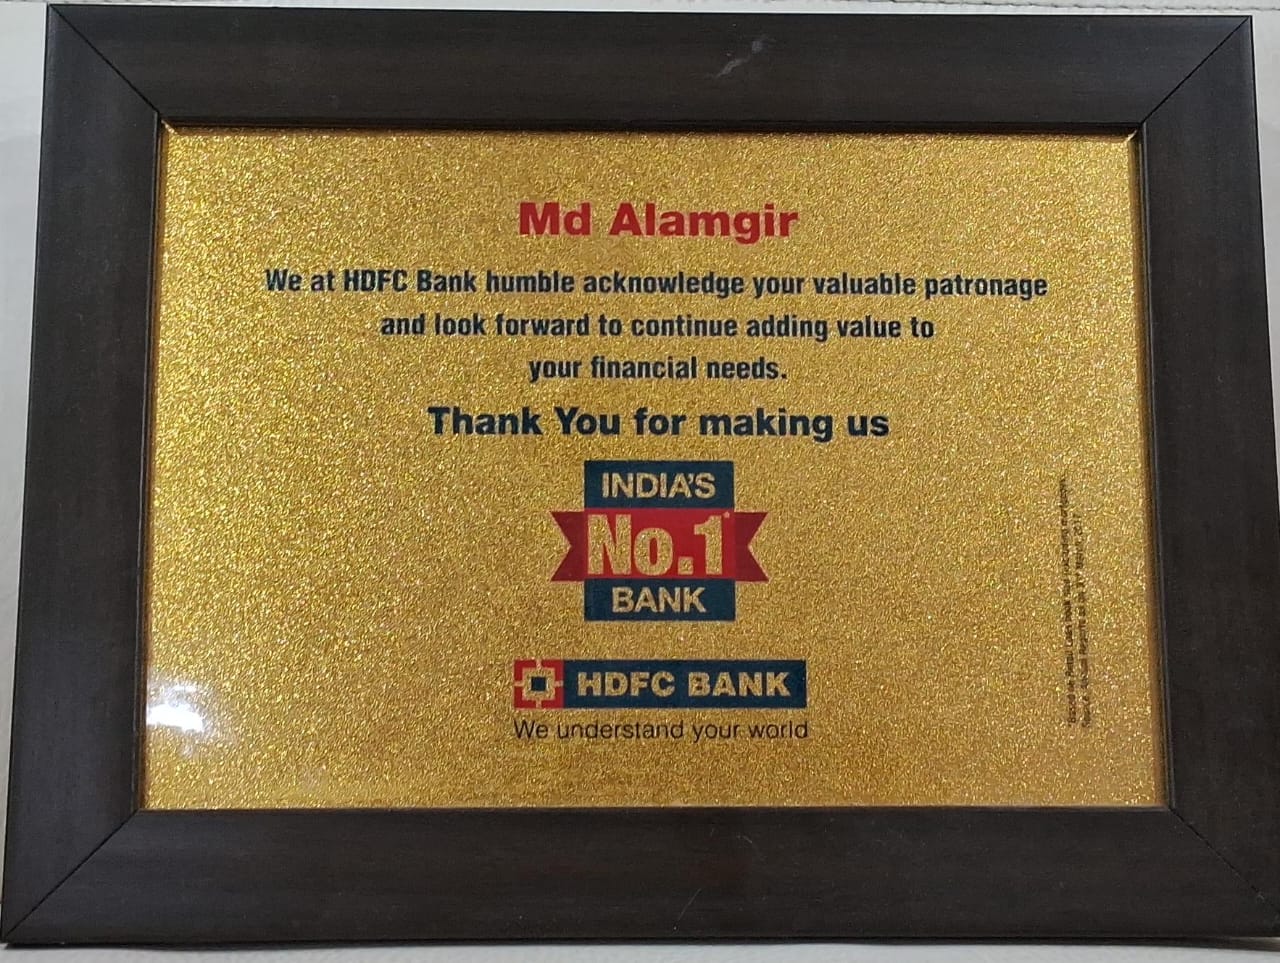 Md Alamgir
We at HDFC Bank humble acknowledge your valuable patronage
and look forward to continue adding value to
your financial needs.
Thank You for making us
INDIA'S
No.1*
BANK
HDFC BANK
We understand your world